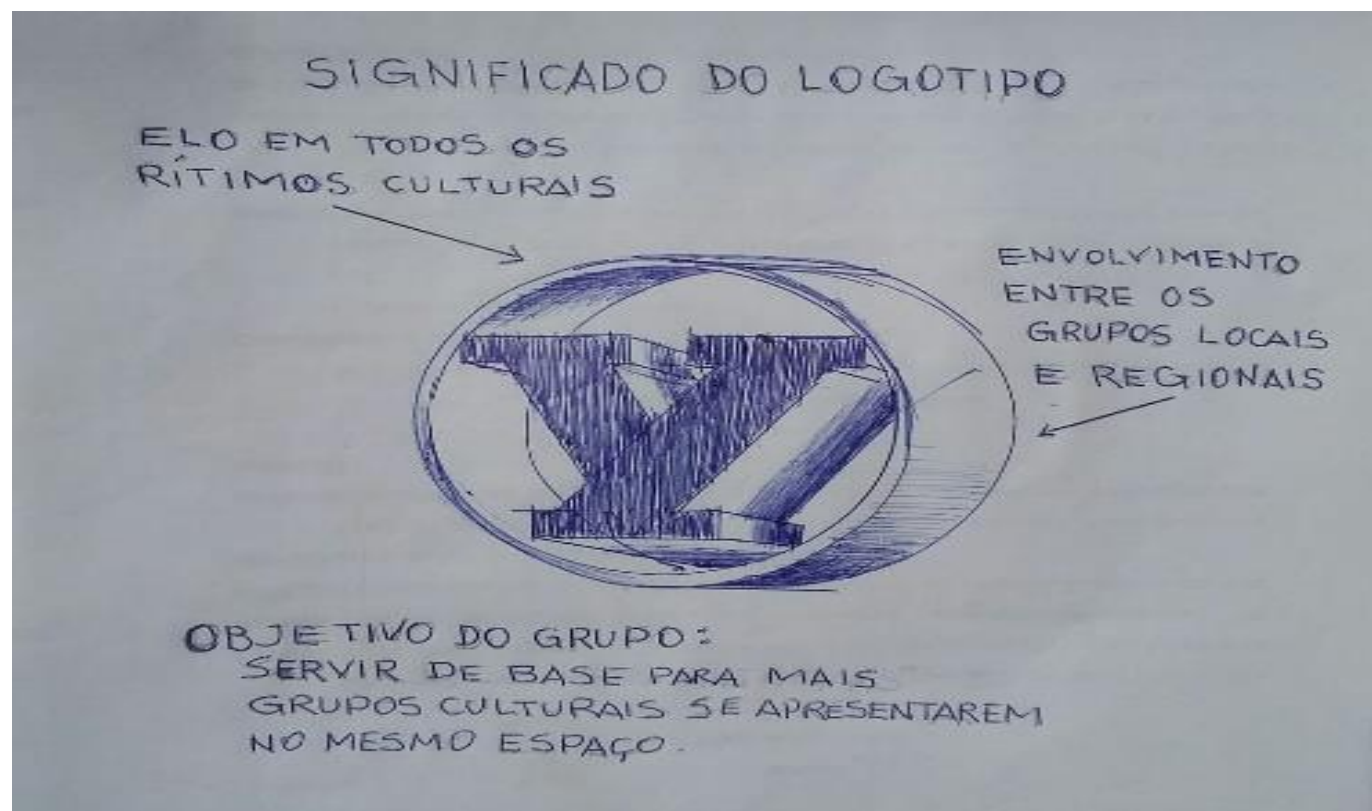 SIGNIFICADO DO LOGOTIPO
ELO EM TODOS OS
RÍTIMOS CULTURAIS
ENVOLVIMENTO
ENTRE OS
GRUPOS LOCAIS
E REGIONAIS
Y
OBJETIVO DO GRUPO:
SERVIR DE BASE PARA MAIS
GRUPOS CULTURAIS SE APRESENTAREM
NO MESMO ESPAÇO.